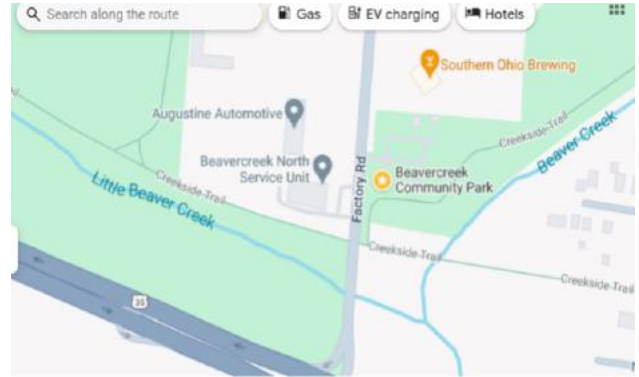 Search along the route
Gas
EV charging
Hotels
Southern Ohio Brewing
Augustine Automotive
Creekside Trail
Beaver Creek
Beavercreek North
Service Unit
Factory Rd
Beavercreek
Community Park
Creekside Trail
Little Beaver Creek
Creekside Trail
Creekside Trail
35